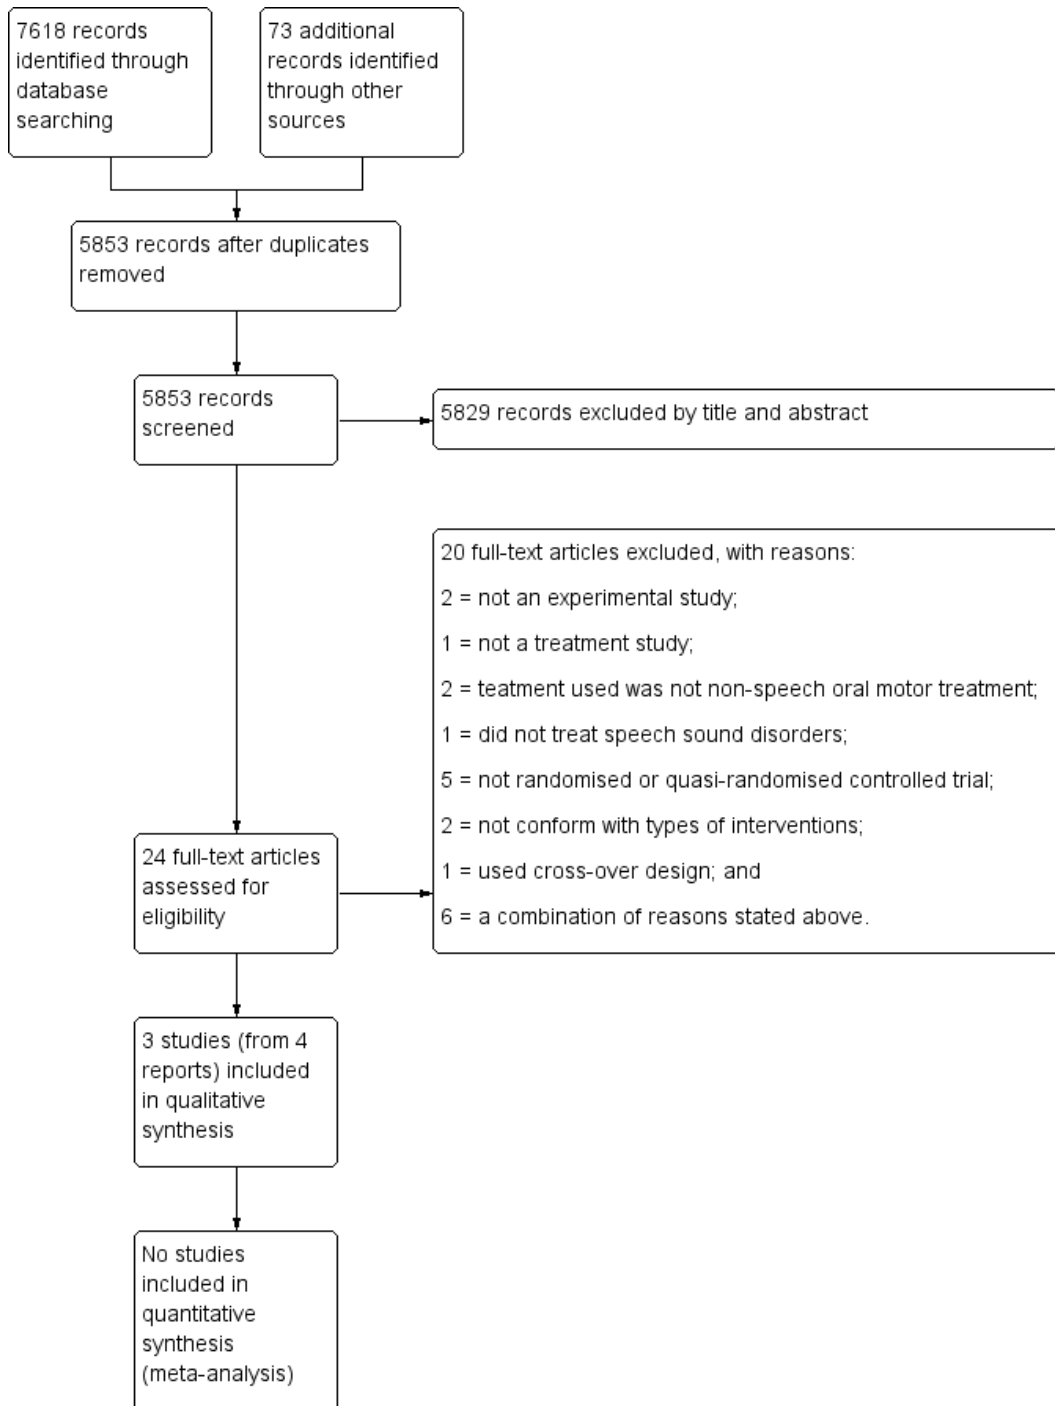 7618 records
identified through
database
searching
73 additional
records identified
through other
sources
5853 records after duplicates
removed
5853 records
screened
5829 records excluded by title and abstract
20 full-text articles excluded, with reasons:
2 = not an experimental study;
1 = not a treatment study;
2 = teatment used was not non-speech oral motor treatment;
1 = did not treat speech sound disorders;
5 = not randomised or quasi-randomised controlled trial;
2 = not conform with types of interventions;
1 = used cross-over design; and
6 = a combination of reasons stated above.
24 full-text articles
assessed for
eligibility
3 studies (from 4
reports) included
in qualitative
synthesis
No studies
included in
quantitative
synthesis
(meta-analysis)